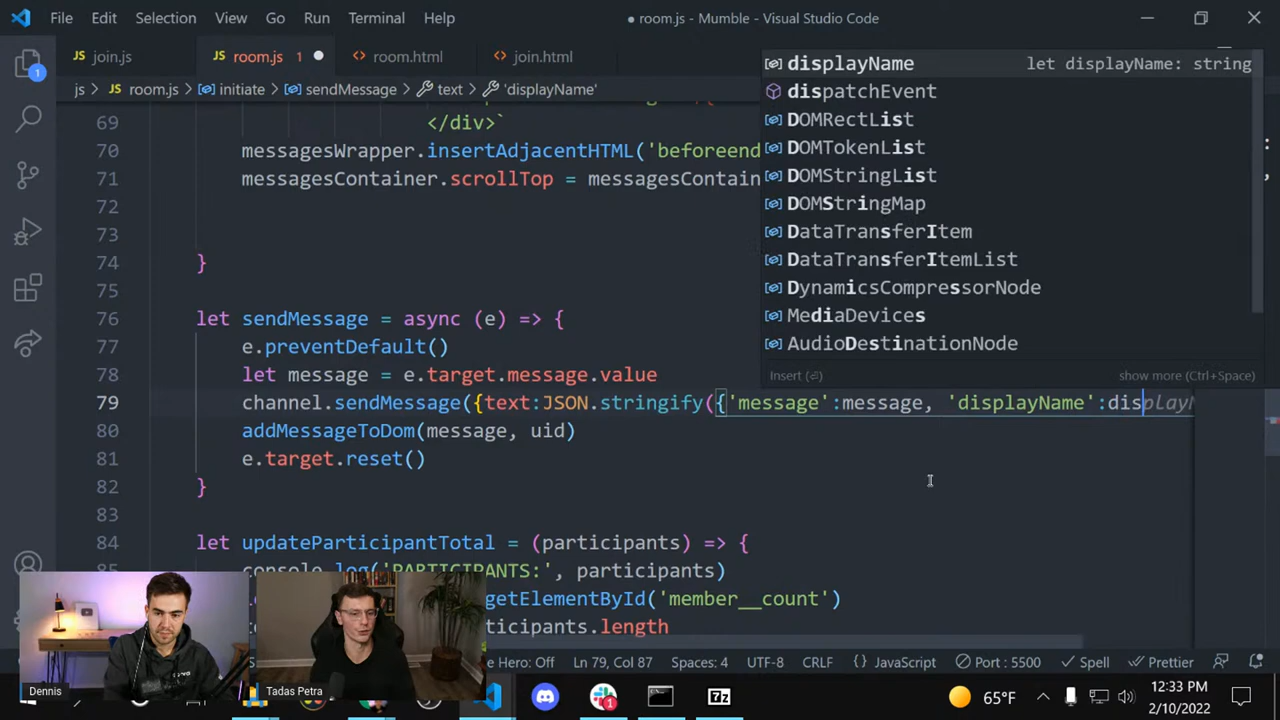 File Edit Selection View Go Run Terminal Help
room.js - Mumble - Visual Studio Code
join.js room.js 1 room.html join.html
js > room.js > initiate > sendMessage > text > 'displayName'
1
69 </div>`
70 messagesWrapper.insertAdjacentHTML('beforeend
71 messagesContainer.scrollTop = messagesContain
72
73
74 }
75
76 let sendMessage = async (e) => {
77 e.preventDefault()
78 let message = e.target.message.value
79 channel.sendMessage({text:JSON.stringify({'message':message, 'displayName':displayN
80 addMessageToDom(message, uid)
81 e.target.reset()
82 }
83
84 let updateParticipantTotal = (participants) => {
85 console.log('PARTICIPANTS:', participants)
getElementById('member__count')
ticipants.length
displayName let displayName: string
dispatchEvent
DOMRectList
DOMTokenList
DOMStringList
DOMStringMap
DataTransferItem
DataTransferItemList
DynamicsCompressorNode
MediaDevices
AudioDestinationNode
Insert (⏎) show more (Ctrl+Space)
Dennis
Tadas Petra
Hero: Off Ln 79, Col 87 Spaces: 4 UTF-8 CRLF {} JavaScript Port : 5500 Spell Prettier
1
7Z
65°F
12:33 PM
2/10/2022